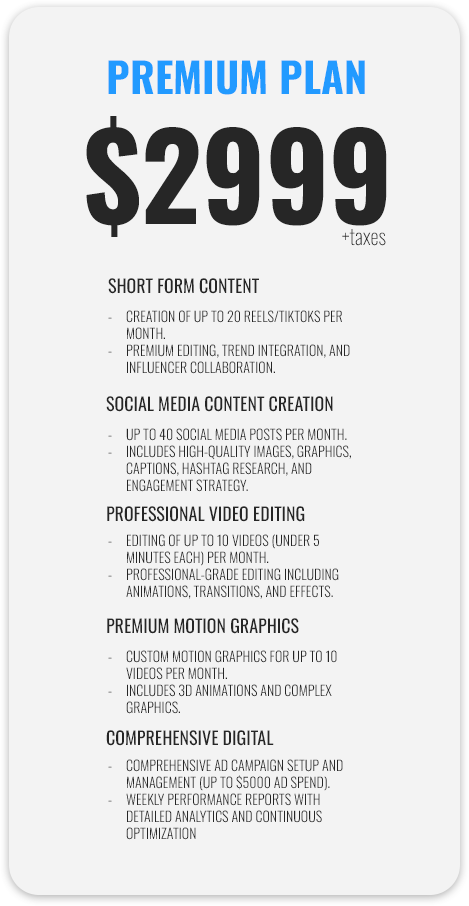 PREMIUM PLAN
$2999
+taxes
SHORT FORM CONTENT
- CREATION OF UP TO 20 REELS/TIKTOKS PER
MONTH.
- PREMIUM EDITING, TREND INTEGRATION, AND
INFLUENCER COLLABORATION.
SOCIAL MEDIA CONTENT CREATION
- UP TO 40 SOCIAL MEDIA POSTS PER MONTH.
- INCLUDES HIGH-QUALITY IMAGES, GRAPHICS,
CAPTIONS, HASHTAG RESEARCH, AND
ENGAGEMENT STRATEGY.
PROFESSIONAL VIDEO EDITING
- EDITING OF UP TO 10 VIDEOS (UNDER 5
MINUTES EACH) PER MONTH.
- PROFESSIONAL-GRADE EDITING INCLUDING
ANIMATIONS, TRANSITIONS, AND EFFECTS.
PREMIUM MOTION GRAPHICS
- CUSTOM MOTION GRAPHICS FOR UP TO 10
VIDEOS PER MONTH.
- INCLUDES 3D ANIMATIONS AND COMPLEX
GRAPHICS.
COMPREHENSIVE DIGITAL
- COMPREHENSIVE AD CAMPAIGN SETUP AND
MANAGEMENT (UP TO $5000 AD SPEND).
- WEEKLY PERFORMANCE REPORTS WITH
DETAILED ANALYTICS AND CONTINUOUS
OPTIMIZATION